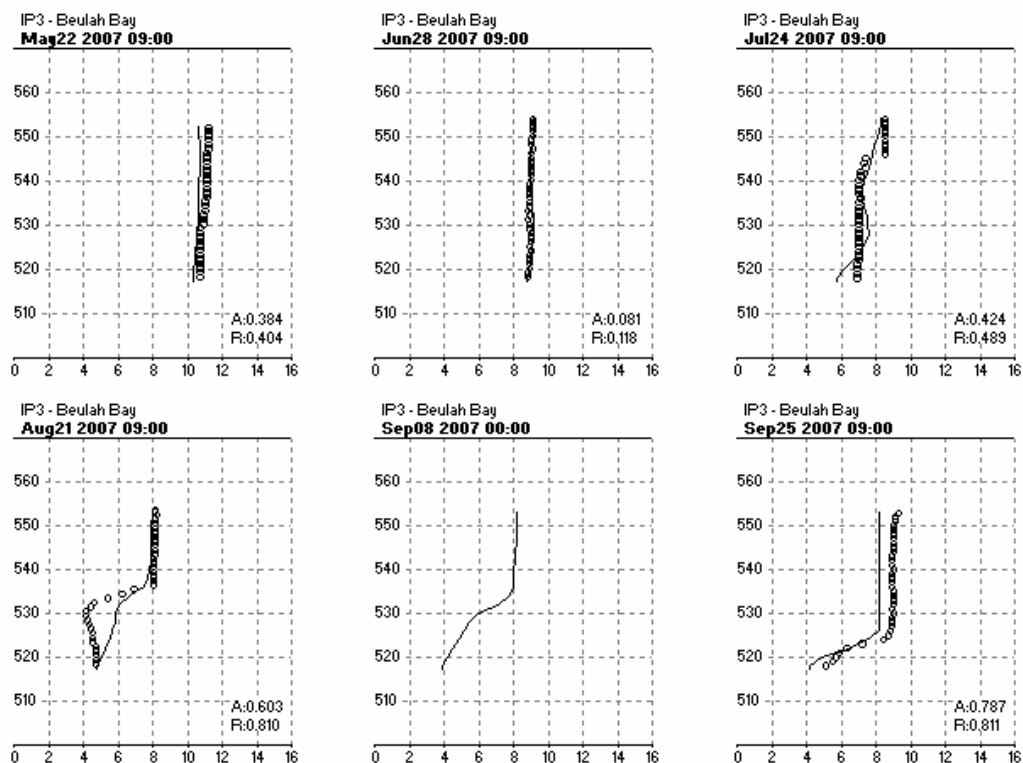 IP3 - Beulah Bay
May22 2007 09:00
560
550
540
530
520
510
A:0.384
R:0.404
0 2 4 6 8 10 12 14 16
IP3 - Beulah Bay
Jun28 2007 09:00
560
550
540
530
520
510
A:0.081
R:0.118
0 2 4 6 8 10 12 14 16
IP3 - Beulah Bay
Jul24 2007 09:00
560
550
540
530
520
510
A:0.424
R:0.489
0 2 4 6 8 10 12 14 16
IP3 - Beulah Bay
Aug21 2007 09:00
560
550
540
530
520
510
A:0.603
R:0.810
0 2 4 6 8 10 12 14 16
IP3 - Beulah Bay
Sep08 2007 00:00
560
550
540
530
520
510
0 2 4 6 8 10 12 14 16
IP3 - Beulah Bay
Sep25 2007 09:00
560
550
540
530
520
510
A:0.787
R:0.811
0 2 4 6 8 10 12 14 16